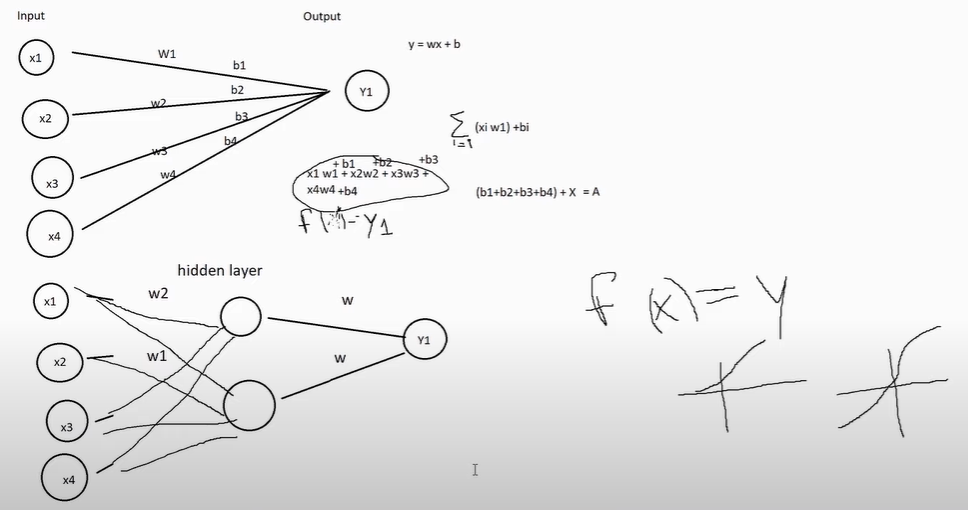 Input
Output
x1
W1
b1
y = wx + b
x2
w2
b2
Y1
b3
x3
w3
b4
w4
x4
∑ (xi w1) +bi
i=1
+ b1 +b2 +b3
x1 w1 + x2w2 + x3w3 +
x4w4 +b4
(b1+b2+b3+b4) + X = A
hidden layer
x1
w2
w
Y1
x2
w1
w
x3
x4
f(x) = y